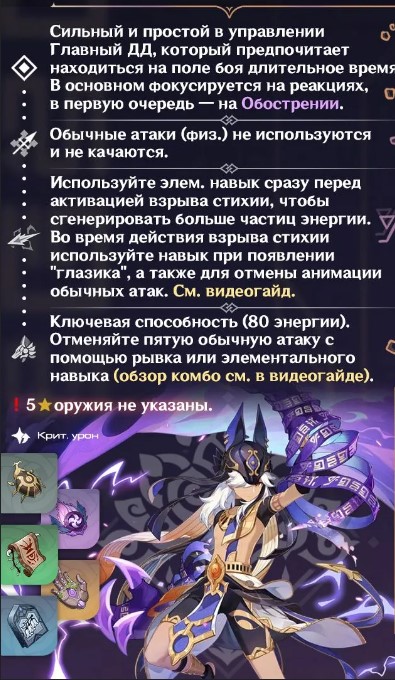 Сильный и простой в управлении
Главный ДД, который предпочитает
находиться на поле боя длительное время
В основном фокусируется на реакциях,
в первую очередь — на Обострении.
Обычные атаки (физ.) не используются
и не качаются.
Используйте элем. навык сразу перед
активацией взрыва стихии, чтобы
сгенерировать больше частиц энергии.
Во время действия взрыва стихии
используйте навык при появлении
"глазика", а также для отмены анимации
обычных атак. См. видеогайд.
Ключевая способность (80 энергии).
Отменяйте пятую обычную атаку с
помощью рывка или элементального
навыка (обзор комбо см. в видеогайде).
! 5★оружия не указаны.
Крит. урон